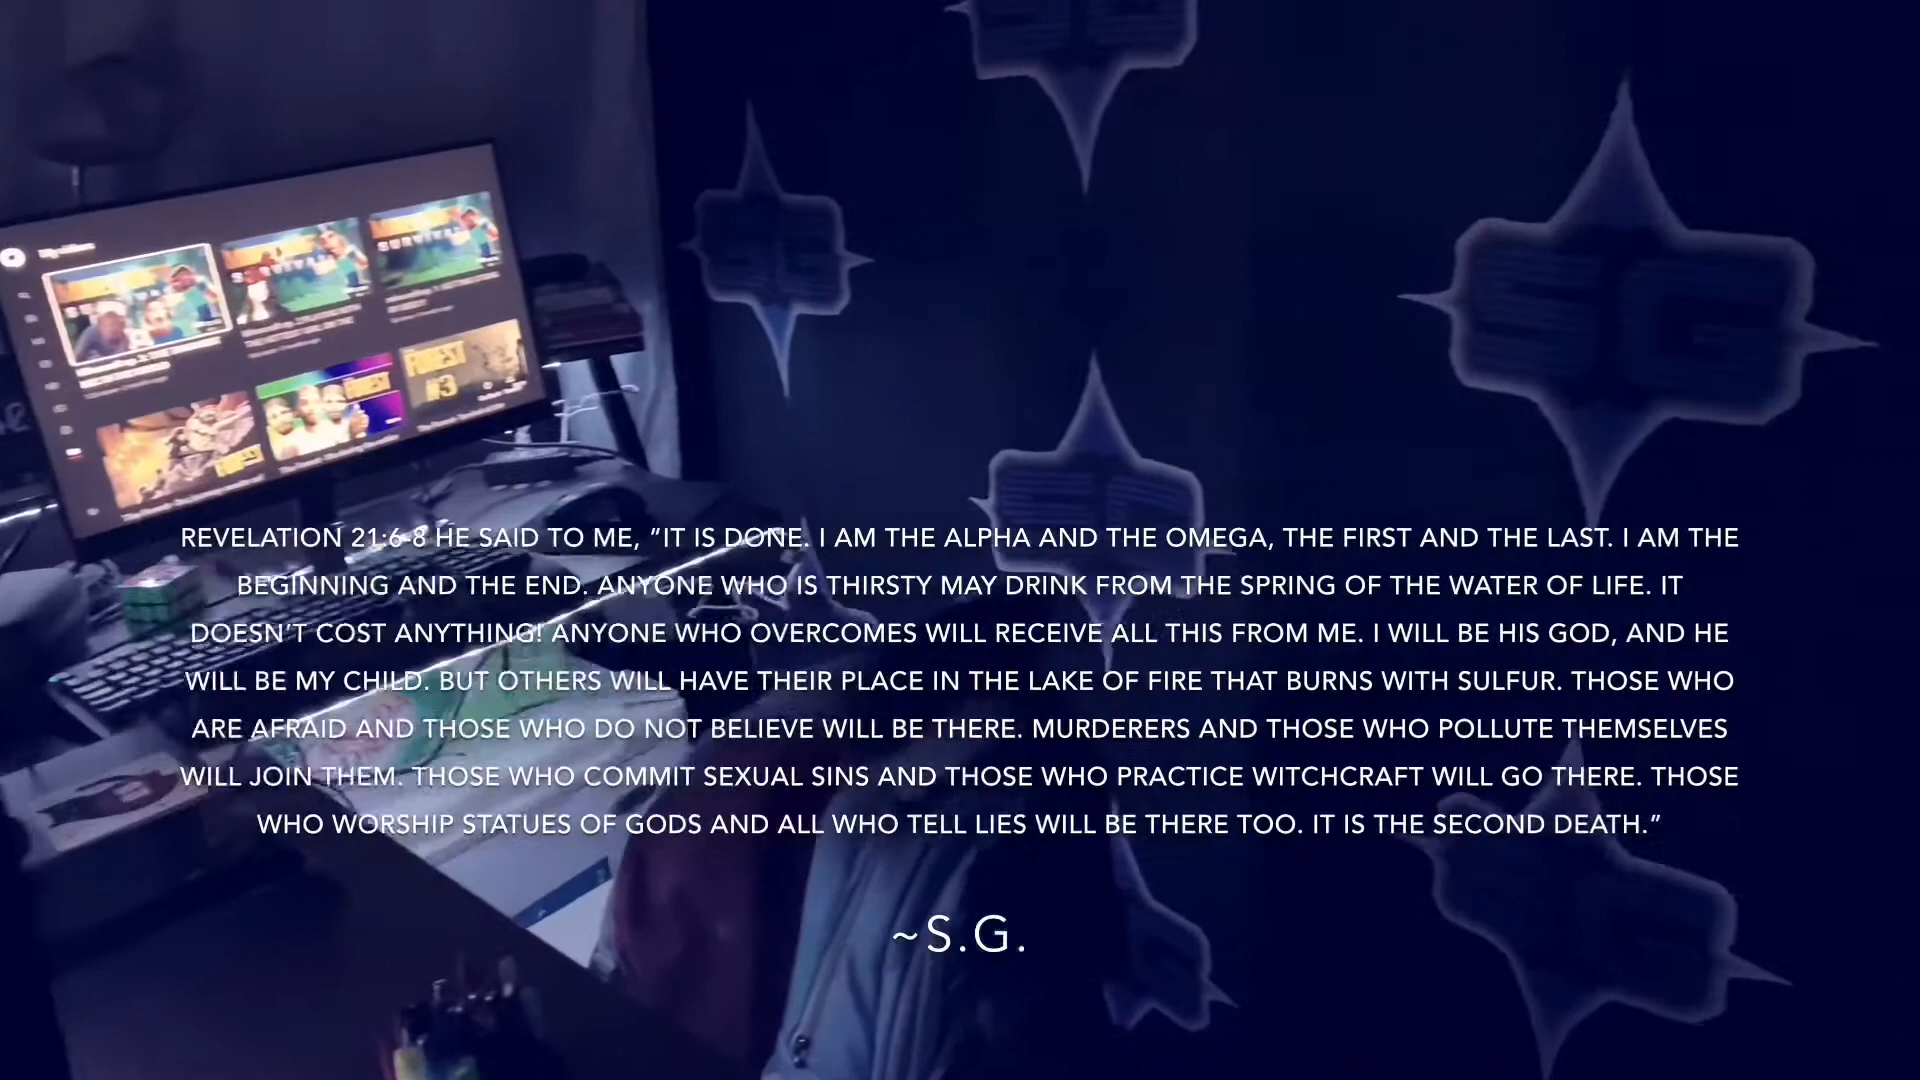 SURVIVAL
SURVIVAL
FOREST
FOREST
#3
FOREST
SG
REVELATION 21:6-8 HE SAID TO ME, “IT IS DONE. I AM THE ALPHA AND THE OMEGA, THE FIRST AND THE LAST. I AM THE
BEGINNING AND THE END. ANYONE WHO IS THIRSTY MAY DRINK FROM THE SPRING OF THE WATER OF LIFE. IT
DOESN’T COST ANYTHING! ANYONE WHO OVERCOMES WILL RECEIVE ALL THIS FROM ME. I WILL BE HIS GOD, AND HE
WILL BE MY CHILD. BUT OTHERS WILL HAVE THEIR PLACE IN THE LAKE OF FIRE THAT BURNS WITH SULFUR. THOSE WHO
ARE AFRAID AND THOSE WHO DO NOT BELIEVE WILL BE THERE. MURDERERS AND THOSE WHO POLLUTE THEMSELVES
WILL JOIN THEM. THOSE WHO COMMIT SEXUAL SINS AND THOSE WHO PRACTICE WITCHCRAFT WILL GO THERE. THOSE
WHO WORSHIP STATUES OF GODS AND ALL WHO TELL LIES WILL BE THERE TOO. IT IS THE SECOND DEATH.”
~S.G.